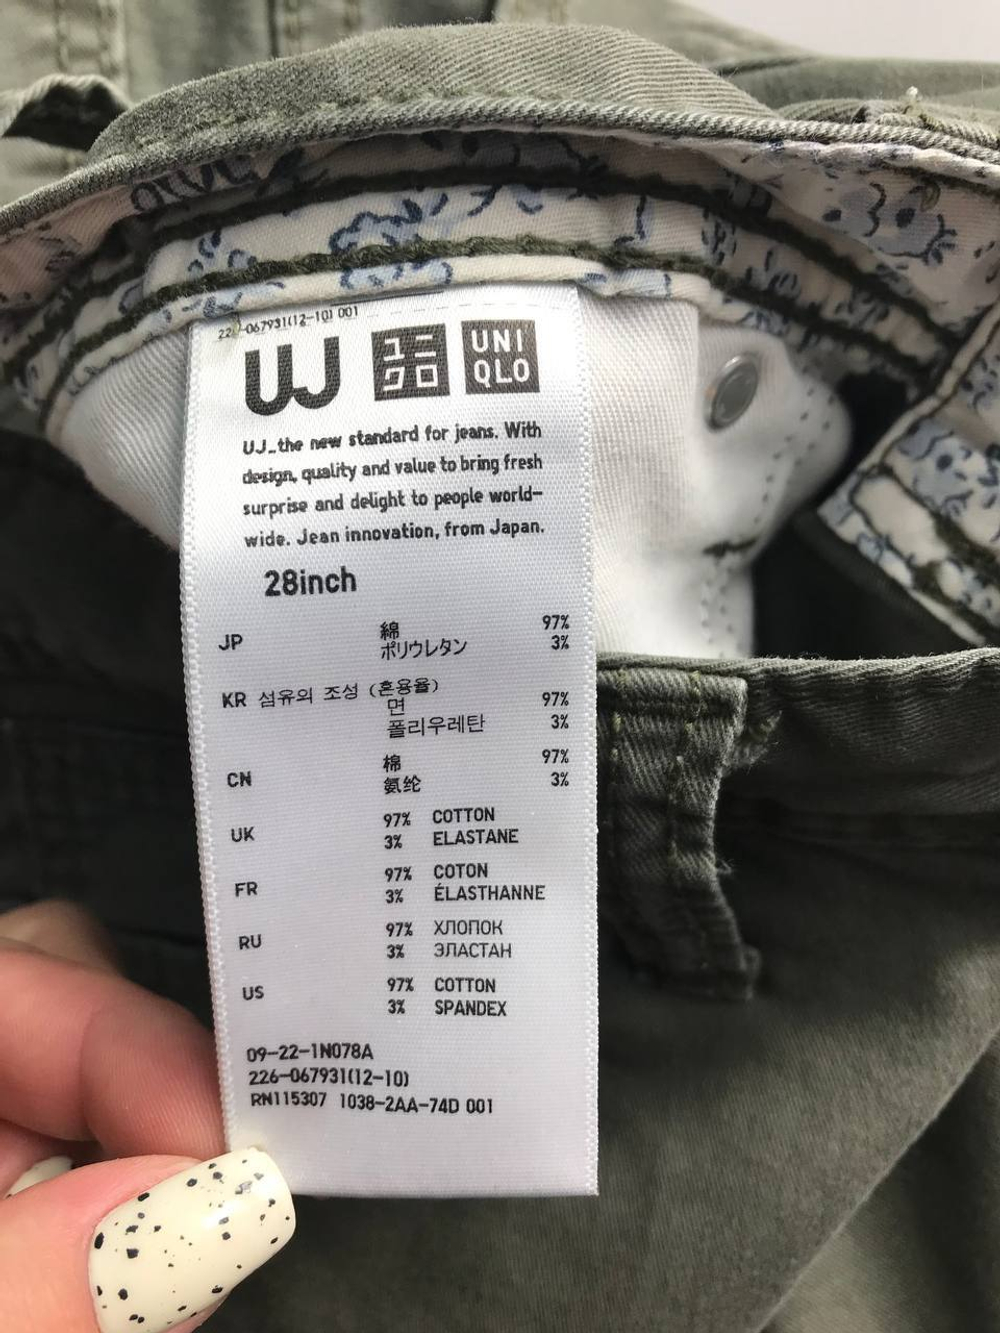 226-067931(12-10) 001
UJ ユニクロ UNIQLO
UJ_the new standard for jeans. With
design, quality and value to bring fresh
surprise and delight to people world-
wide. Jean innovation, from Japan.
28inch
JP 綿 97%
ポリウレタン 3%
KR 섬유의 조성 (혼용율)
면 97%
폴리우레탄 3%
CN 棉 97%
氨纶 3%
UK 97% COTTON
3% ELASTANE
FR 97% COTON
3% ÉLASTHANNE
RU 97% ХЛОПОК
3% ЭЛАСТАН
US 97% COTTON
3% SPANDEX
09-22-1N078A
226-067931(12-10)
RN115307 1038-2AA-74D 001